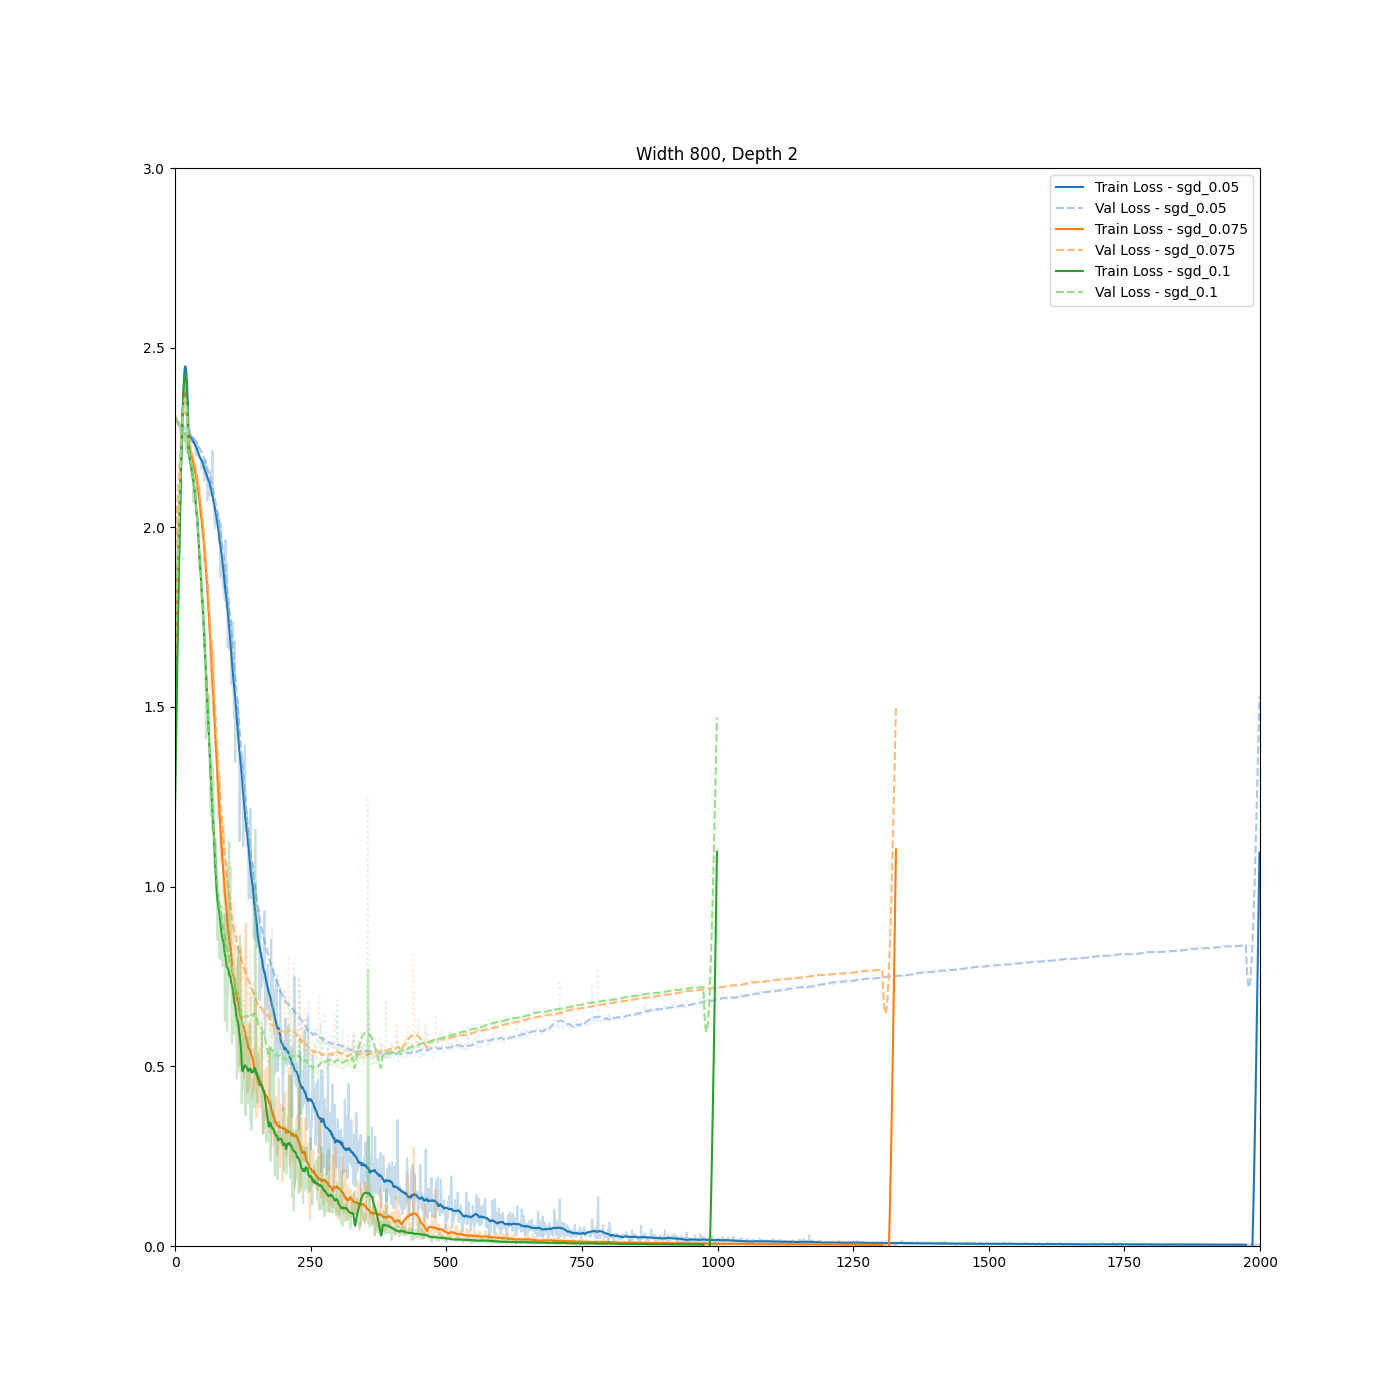 Width 800, Depth 2
3.0
2.5
2.0
1.5
1.0
0.5
0.0
Train Loss - sgd_0.05
Val Loss - sgd_0.05
Train Loss - sgd_0.075
Val Loss - sgd_0.075
Train Loss - sgd_0.1
Val Loss - sgd_0.1
0 250 500 750 1000 1250 1500 1750 2000